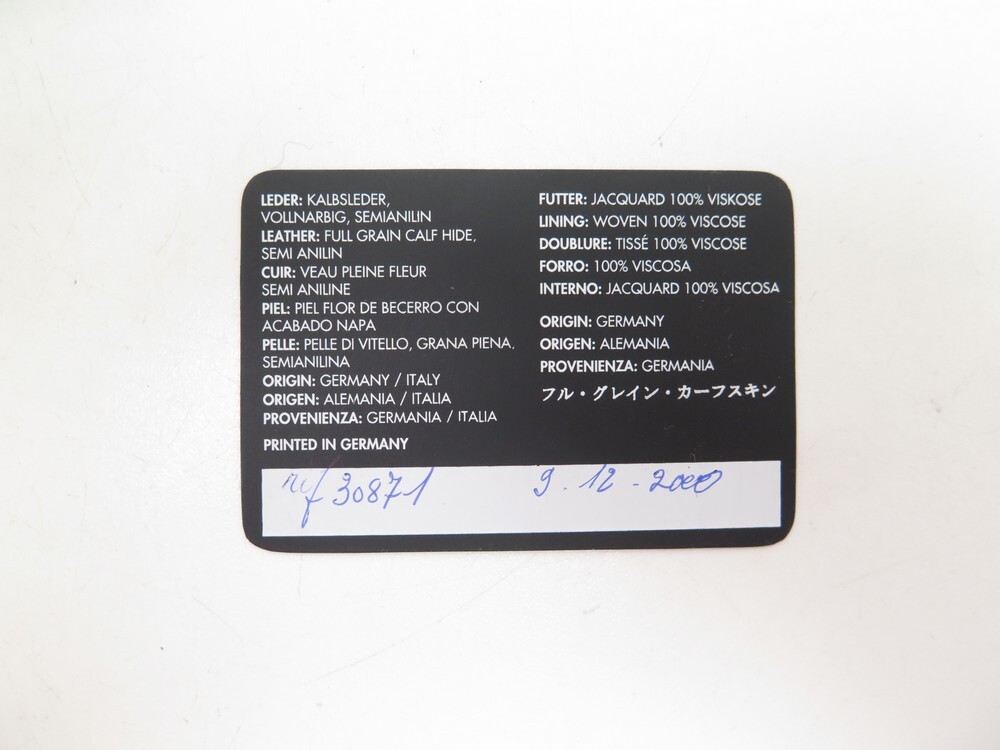 LEDER: KALBSLEDER,
VOLLNARBIG, SEMIANILIN
LEATHER: FULL GRAIN CALF HIDE,
SEMI ANILIN
CUIR: VEAU PLEINE FLEUR
SEMI ANILINE
PIEL: PIEL FLOR DE BECERRO CON
ACABADO NAPA
PELLE: PELLE DI VITELLO, GRANA PIENA.
SEMIANILINA
ORIGIN: GERMANY / ITALY
ORIGEN: ALEMANIA / ITALIA
PROVENIENZA: GERMANIA / ITALIA
PRINTED IN GERMANY
FUTTER: JACQUARD 100% VISKOSE
LINING: WOVEN 100% VISCOSE
DOUBLURE: TISSÉ 100% VISCOSE
FORRO: 100% VISCOSA
INTERNO: JACQUARD 100% VISCOSA
ORIGIN: GERMANY
ORIGEN: ALEMANIA
PROVENIENZA: GERMANIA
フル・グレイン・カーフスキン
ref 30871 9-12-2000